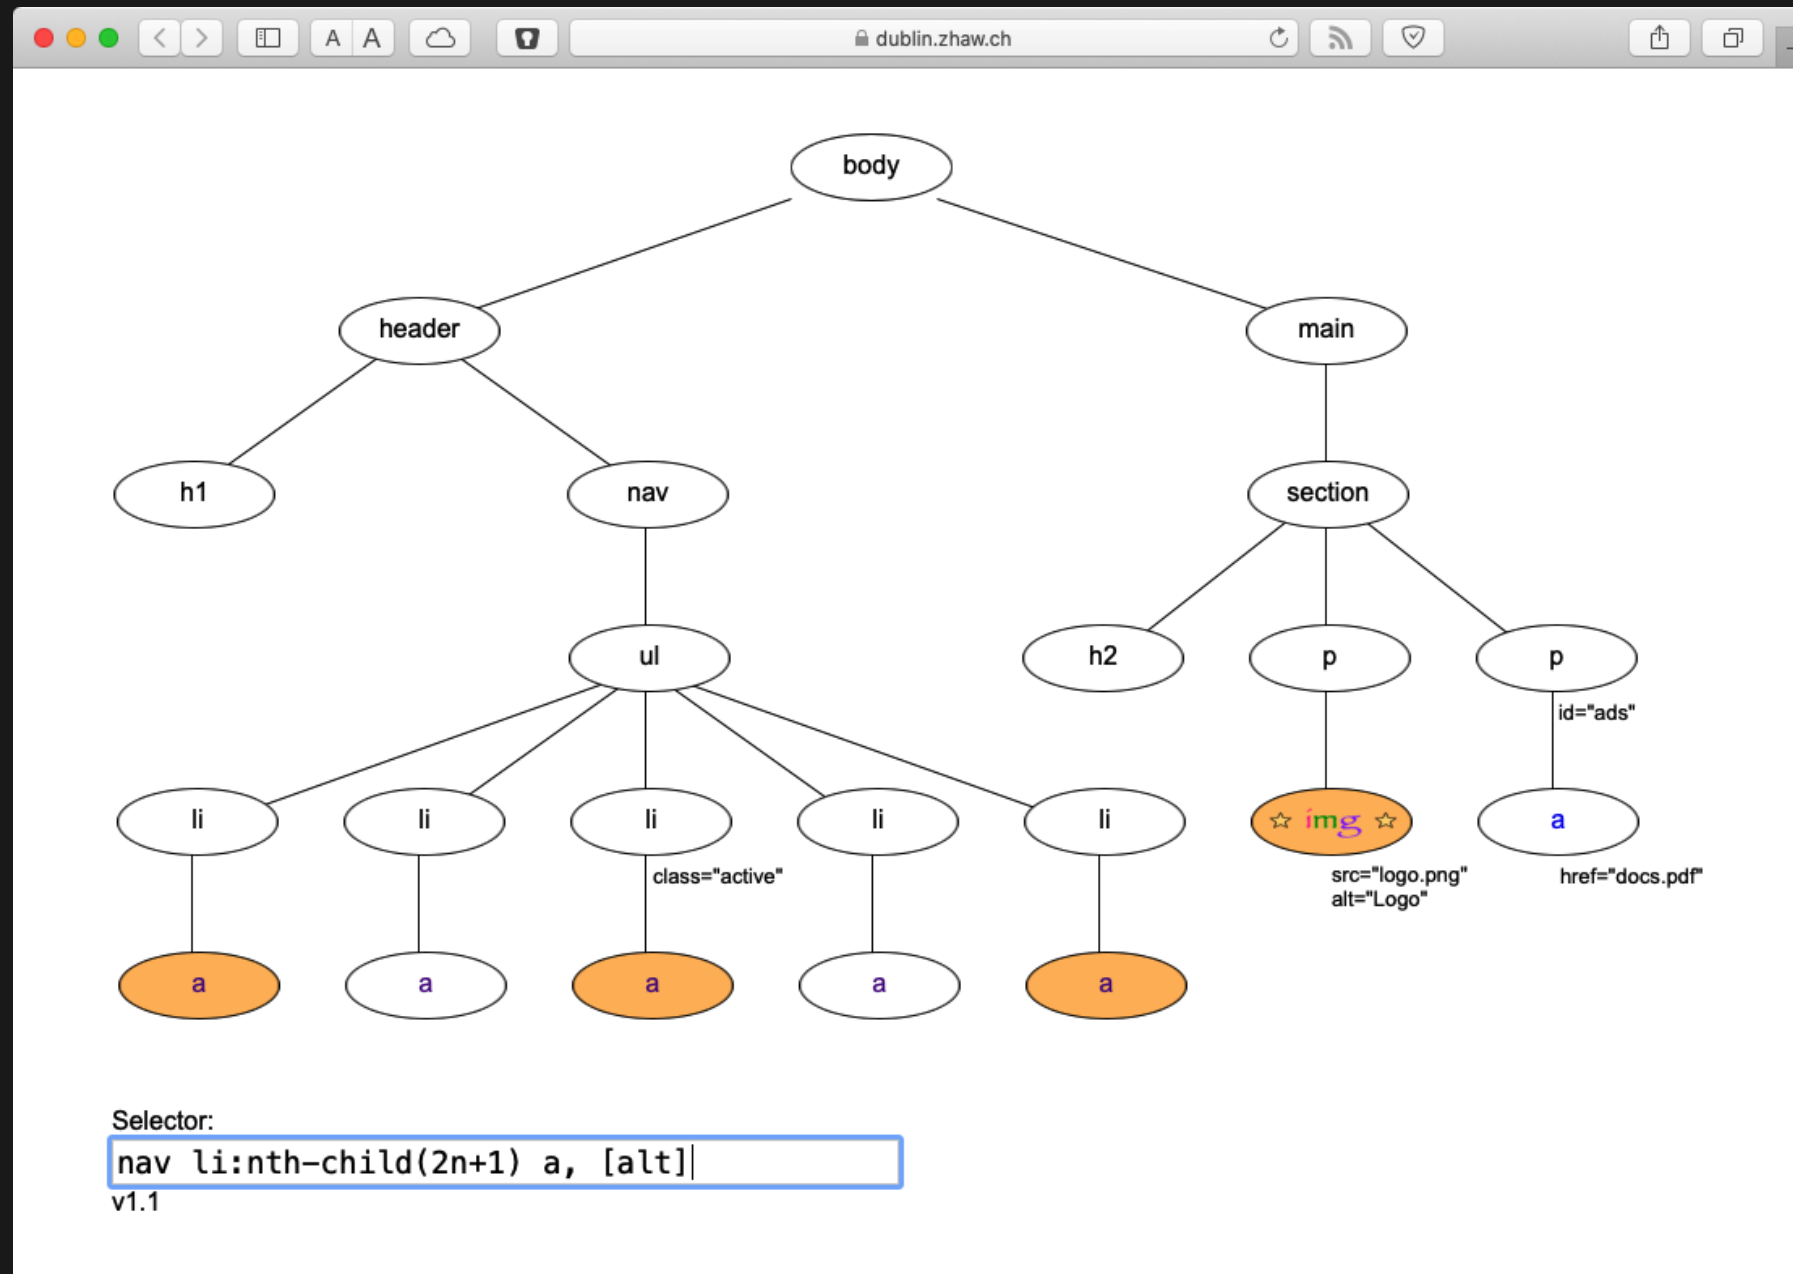 A A
dublin.zhaw.ch
body
header main
h1 nav section
ul h2 p p
id="ads"
li li li li li ☆ img ☆ a
class="active" src="logo.png" href="docs.pdf"
alt="Logo"
a a a a a
Selector:
nav li:nth-child(2n+1) a, [alt]
v1.1